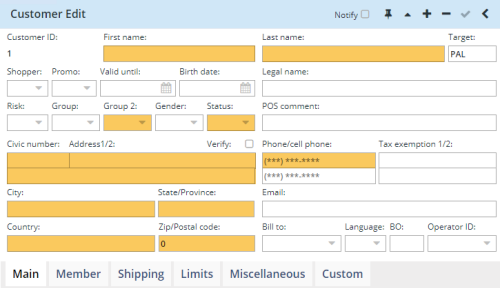 Customer Edit Notify
Customer ID: First name: Last name: Target:
1 PAL
Shopper: Promo: Valid until: Birth date: Legal name:
Risk: Group: Group 2: Gender: Status: POS comment:
Civic number: Address1/2: Verify: Phone/cell phone: Tax exemption 1/2:
(***) ***-****
(***) ***-****
City: State/Province: Email:
Country: Zip/Postal code: Bill to: Language: BO: Operator ID:
0
Main Member Shipping Limits Miscellaneous Custom